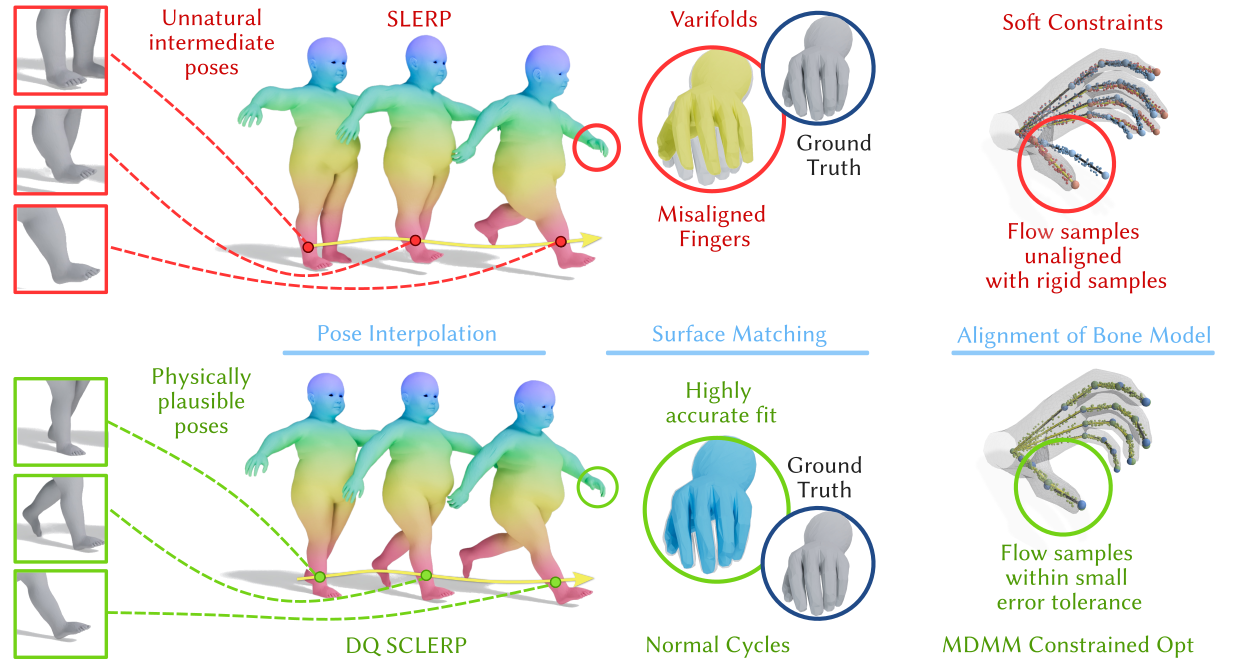 Unnatural
intermediate
poses
SLERP
Varifolds
Ground
Truth
Misaligned
Fingers
Soft Constraints
Flow samples
unaligned
with rigid samples
Pose Interpolation
Surface Matching
Alignment of Bone Model
Physically
plausible
poses
Highly
accurate fit
Ground
Truth
Flow samples
within small
error tolerance
DQ SCLERP
Normal Cycles
MDMM Constrained Opt